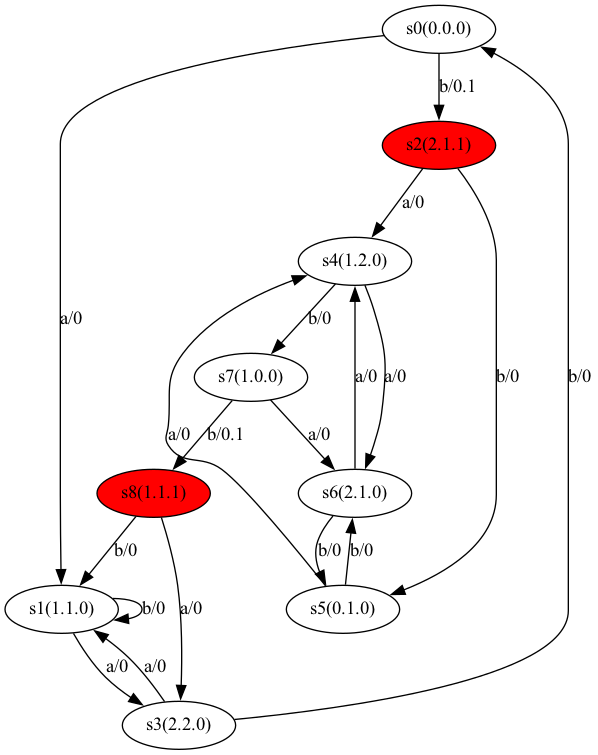 s0(0.0.0)
b/0.1
s2(2.1.1)
a/0
s4(1.2.0)
a/0
b/0
s7(1.0.0)
a/0
a/0
b/0
b/0
a/0
b/0.1
a/0
s8(1.1.1)
s6(2.1.0)
b/0
b/0
b/0
s1(1.1.0)
b/0
a/0
s5(0.1.0)
a/0
a/0
s3(2.2.0)